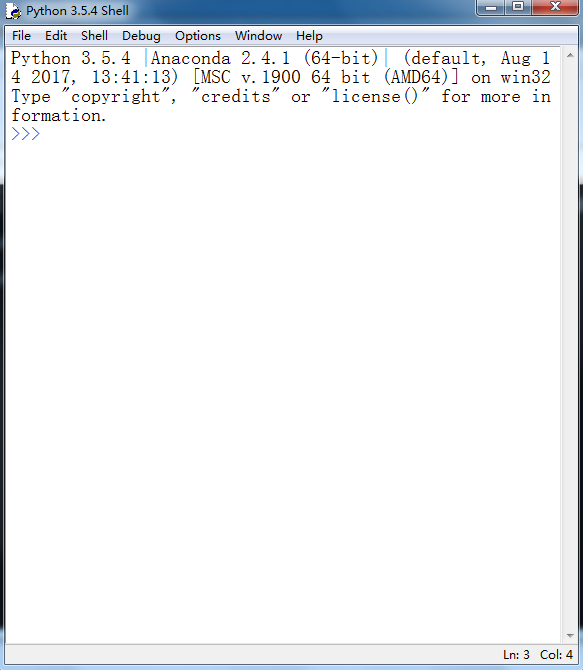 Python 3.5.4 Shell
File Edit Shell Debug Options Window Help
Python 3.5.4 |Anaconda 2.4.1 (64-bit)| (default, Aug 1
4 2017, 13:41:13) [MSC v.1900 64 bit (AMD64)] on win32
Type "copyright", "credits" or "license()" for more in
formation.
>>>
Ln: 3 Col: 4